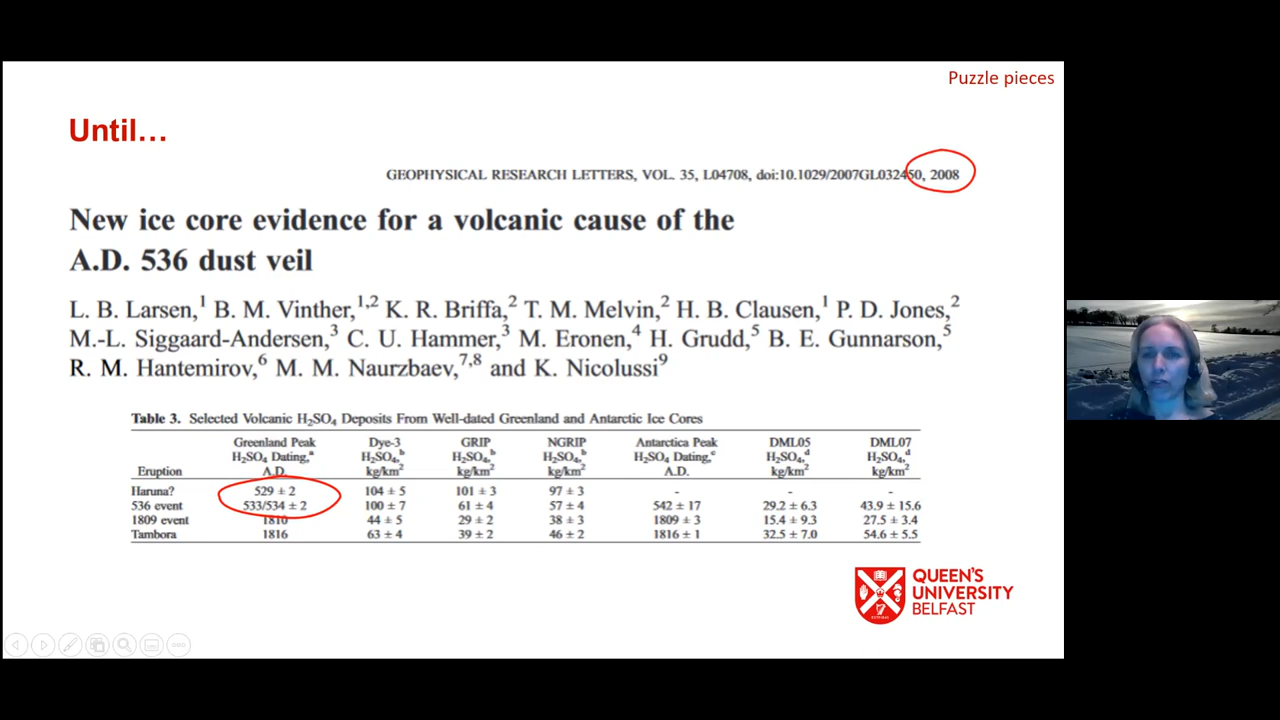 Puzzle pieces
Until…
GEOPHYSICAL RESEARCH LETTERS, VOL. 35, L04708, doi:10.1029/2007GL032450, 2008
New ice core evidence for a volcanic cause of the
A.D. 536 dust veil
L. B. Larsen,1 B. M. Vinther,1,2 K. R. Briffa,2 T. M. Melvin,2 H. B. Clausen,1 P. D. Jones,2
M.-L. Siggaard-Andersen,3 C. U. Hammer,3 M. Eronen,4 H. Grudd,5 B. E. Gunnarson,5
R. M. Hantemirov,6 M. M. Naurzbaev,7,8 and K. Nicolussi9
Table 3. Selected Volcanic H2SO4 Deposits From Well-dated Greenland and Antarctic Ice Cores
Greenland Peak Dye-3 GRIP NGRIP Antarctica Peak DML05 DML07
H2SO4 Dating,a H2SO4,b H2SO4,b H2SO4,b H2SO4 Dating,c H2SO4,d H2SO4,d
Eruption A.D. kg/km2 kg/km2 kg/km2 A.D. kg/km2 kg/km2
Haruna? 529 ± 2 104 ± 5 101 ± 3 97 ± 3 - - -
536 event 533/534 ± 2 100 ± 7 61 ± 4 57 ± 4 542 ± 17 29.2 ± 6.3 43.9 ± 15.6
1809 event 1810 44 ± 5 29 ± 2 38 ± 3 1809 ± 3 15.4 ± 9.3 27.5 ± 3.4
Tambora 1816 63 ± 4 39 ± 2 46 ± 2 1816 ± 1 32.5 ± 7.0 54.6 ± 5.5
QUEEN'S
UNIVERSITY
BELFAST